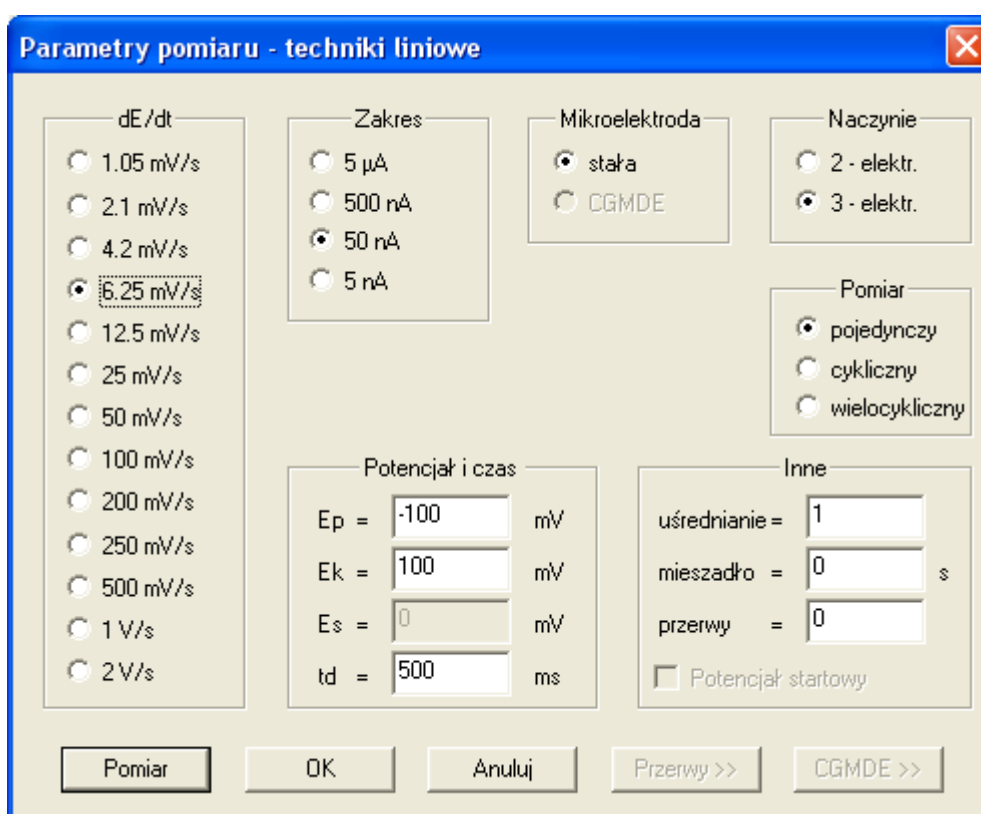 Parametry pomiaru - techniki liniowe
dE/dt
1.05 mV/s
2.1 mV/s
4.2 mV/s
6.25 mV/s
12.5 mV/s
25 mV/s
50 mV/s
100 mV/s
200 mV/s
250 mV/s
500 mV/s
1 V/s
2 V/s
Zakres
5 µA
500 nA
50 nA
5 nA
Mikroelektroda
stała
CGMDE
Naczynie
2 - elektr.
3 - elektr.
Pomiar
pojedynczy
cykliczny
wielocykliczny
Potencjał i czas
Ep = -100 mV
Ek = 100 mV
Es = 0 mV
td = 500 ms
Inne
uśrednianie = 1
mieszadło = 0 s
przerwy = 0
Potencjał startowy
Pomiar
OK
Anuluj
Przerwy >>
CGMDE >>